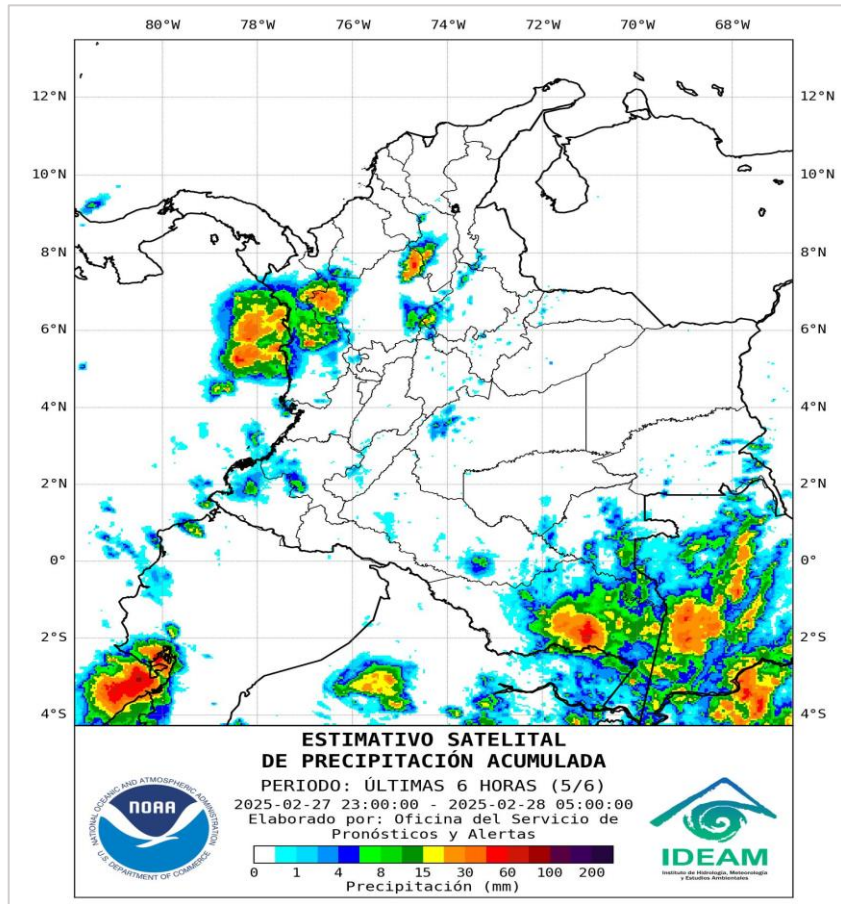 80°W 78°W 76°W 74°W 72°W 70°W 68°W
12°N 12°N
10°N 10°N
8°N 8°N
6°N 6°N
4°N 4°N
2°N 2°N
0° 0°
2°S 2°S
4°S 4°S
ESTIMATIVO SATELITAL
DE PRECIPITACIÓN ACUMULADA
PERIODO: ÚLTIMAS 6 HORAS (5/6)
2025-02-27 23:00:00 - 2025-02-28 05:00:00
Elaborado por: Oficina del Servicio de
Pronósticos y Alertas
0 1 4 8 15 30 60 100 200
Precipitación (mm)
NATIONAL OCEANIC AND ATMOSPHERIC ADMINISTRATION
NOAA
U.S. DEPARTMENT OF COMMERCE
IDEAM
Instituto de Hidrología, Meteorología
y Estudios Ambientales